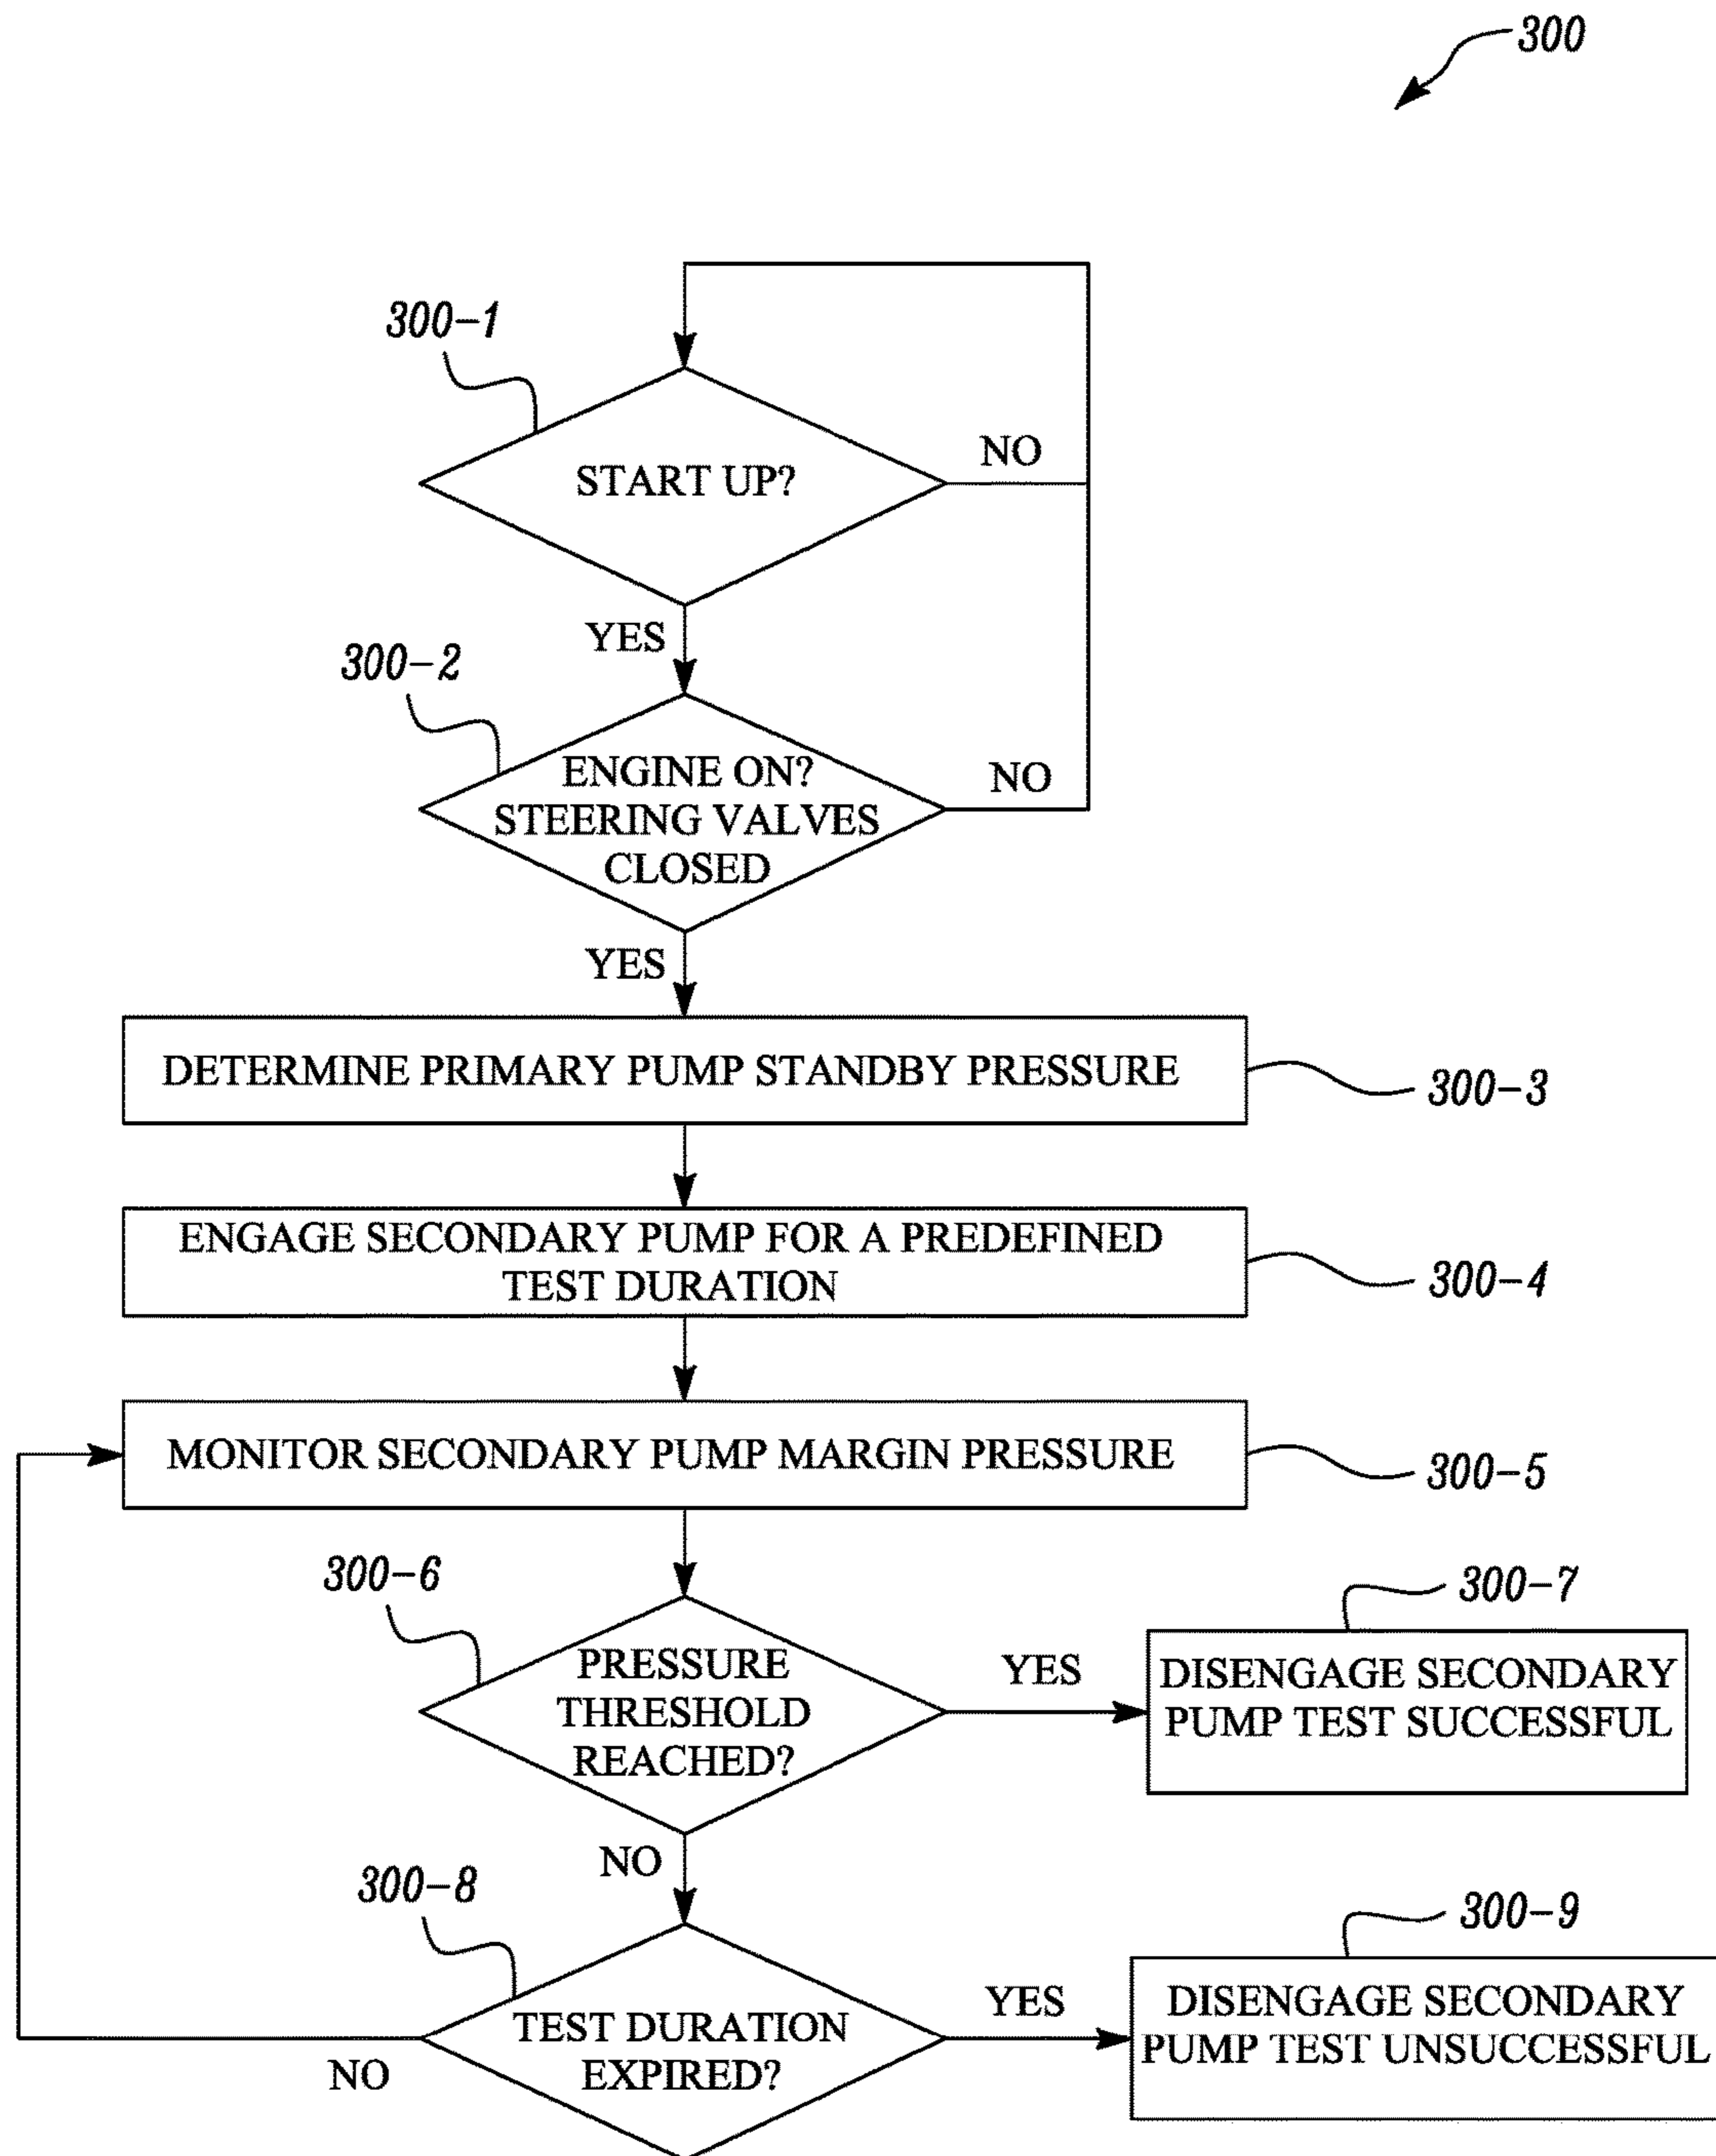 300
300-1
START UP?
NO
YES
300-2
ENGINE ON?
STEERING VALVES
CLOSED
NO
YES
DETERMINE PRIMARY PUMP STANDBY PRESSURE
300-3
ENGAGE SECONDARY PUMP FOR A PREDEFINED
TEST DURATION
300-4
MONITOR SECONDARY PUMP MARGIN PRESSURE
300-5
300-6
PRESSURE
THRESHOLD
REACHED?
YES
300-7
DISENGAGE SECONDARY
PUMP TEST SUCCESSFUL
NO
300-8
TEST DURATION
EXPIRED?
NO
YES
300-9
DISENGAGE SECONDARY
PUMP TEST UNSUCCESSFUL